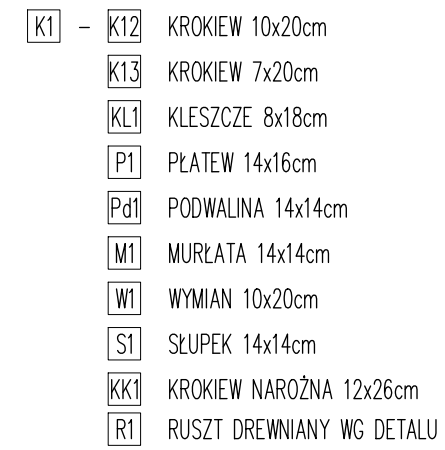 K1 - K12 KROKIEW 10x20cm
K13 KROKIEW 7x20cm
KL1 KLESZCZE 8x18cm
P1 PŁATEW 14x16cm
Pd1 PODWALINA 14x14cm
M1 MURŁATA 14x14cm
W1 WYMIAN 10x20cm
S1 SŁUPEK 14x14cm
KK1 KROKIEW NAROŻNA 12x26cm
R1 RUSZT DREWNIANY WG DETALU